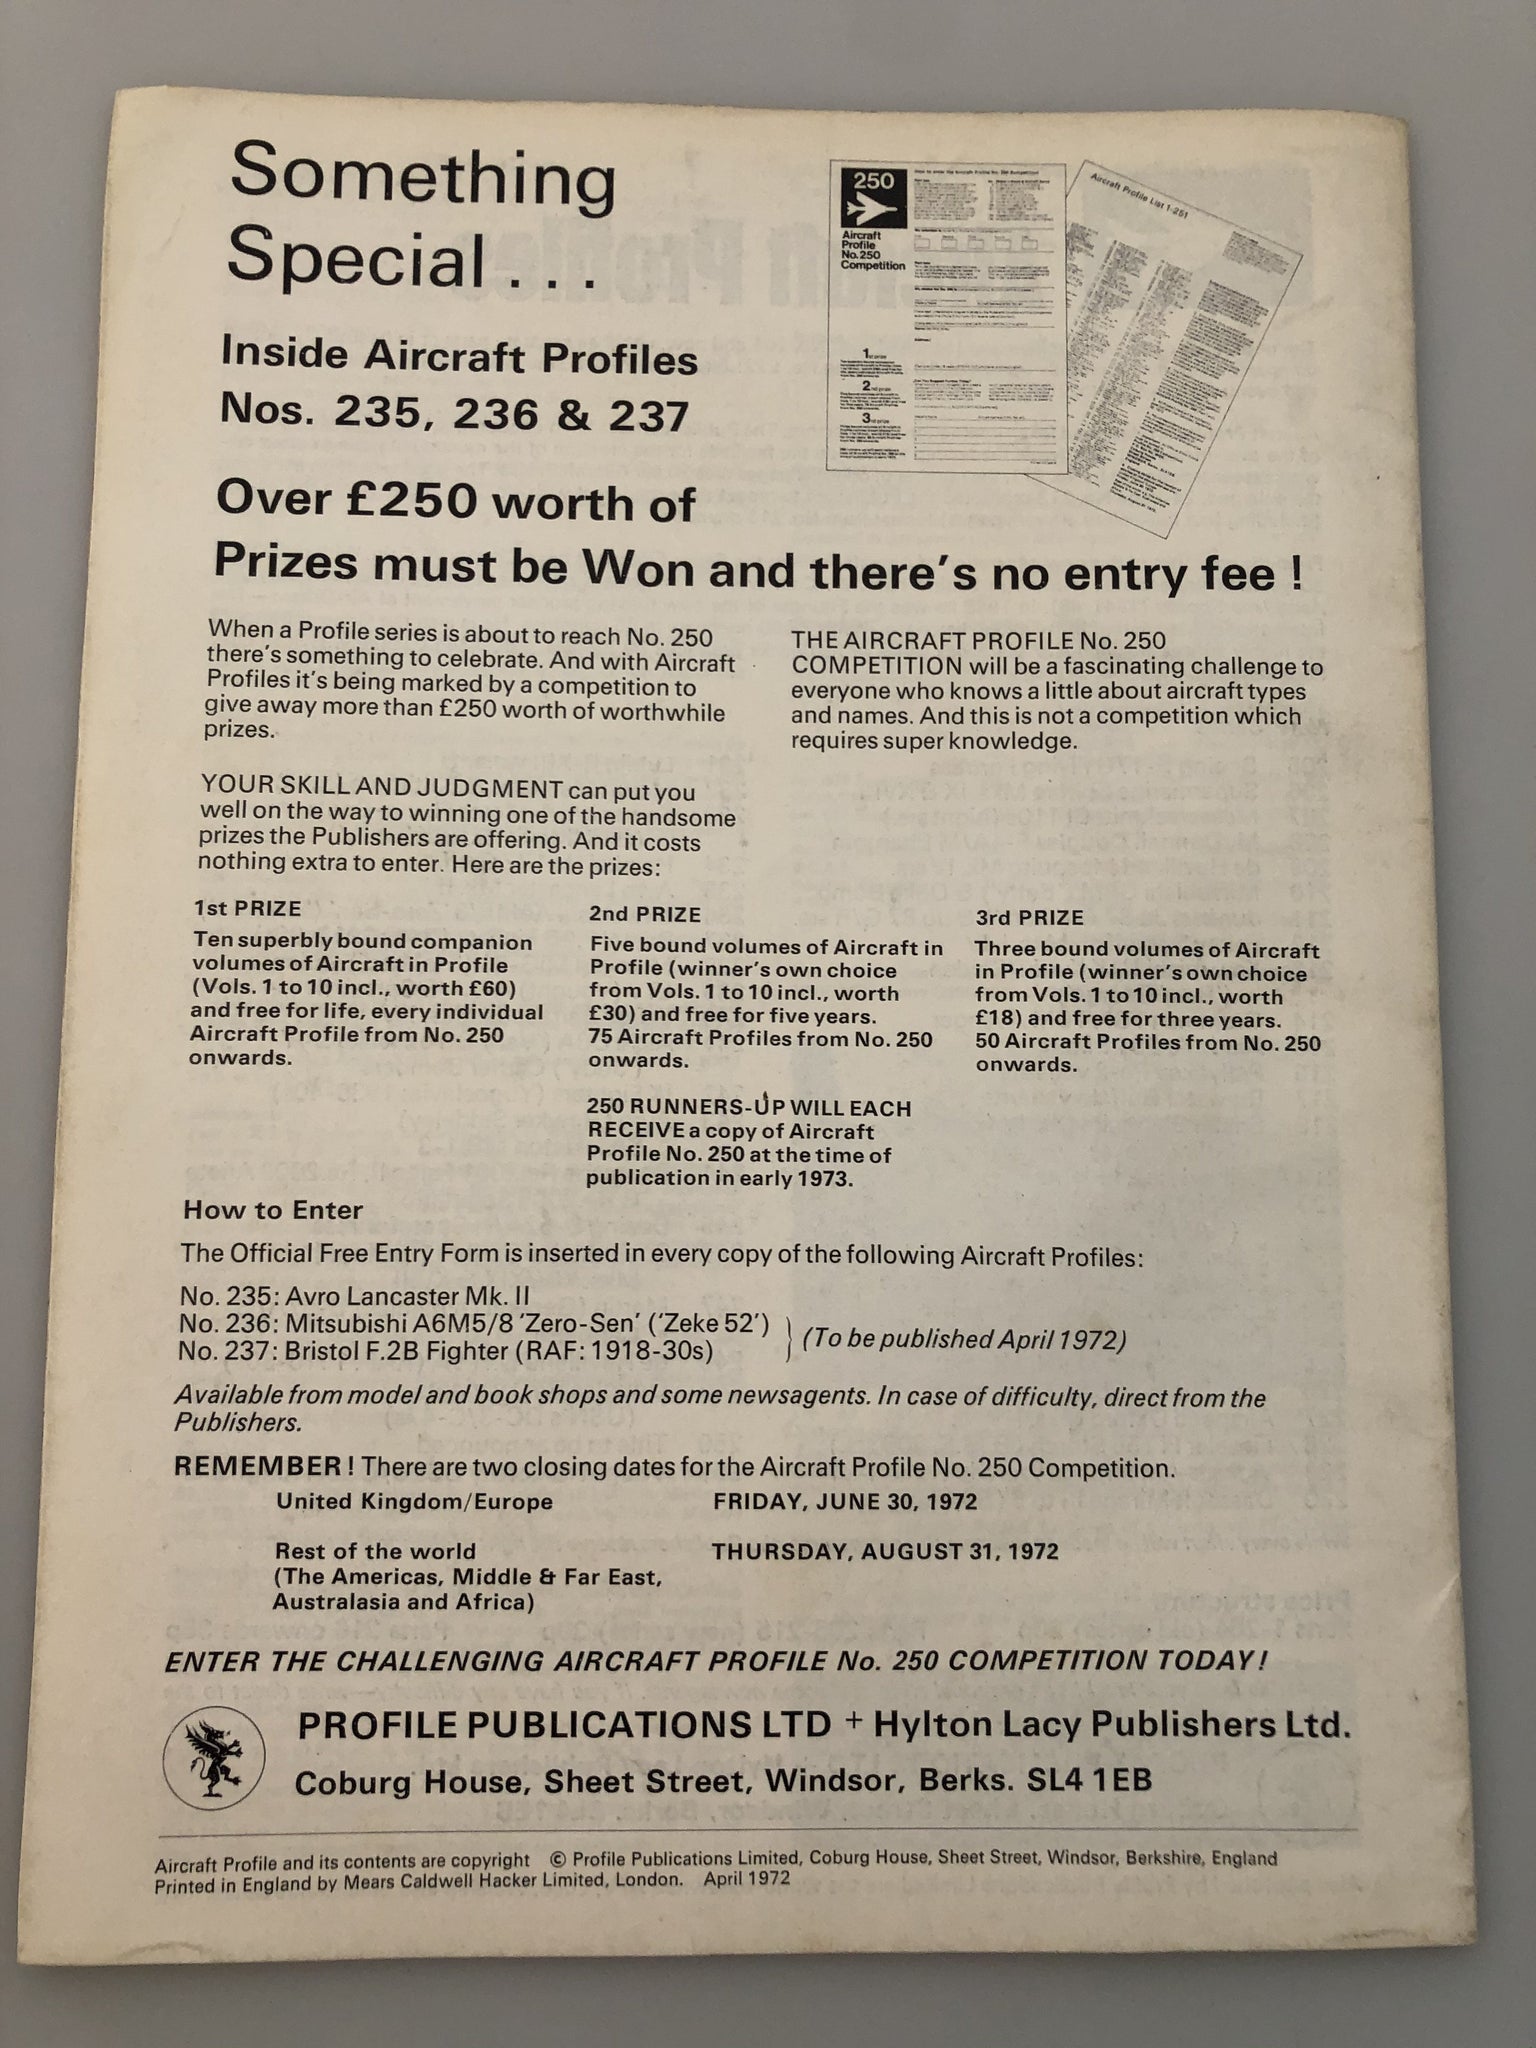 Something
Special . . .
Inside Aircraft Profiles
Nos. 235, 236 & 237
Over £250 worth of
Prizes must be Won and there's no entry fee !
250
Aircraft
Profile
No.250
Competition
1st prize
2nd prize
3rd prize
Aircraft Profile List 1-251
When a Profile series is about to reach No. 250
there's something to celebrate. And with Aircraft
Profiles it's being marked by a competition to
give away more than £250 worth of worthwhile
prizes.
THE AIRCRAFT PROFILE No. 250
COMPETITION will be a fascinating challenge to
everyone who knows a little about aircraft types
and names. And this is not a competition which
requires super knowledge.
YOUR SKILL AND JUDGMENT can put you
well on the way to winning one of the handsome
prizes the Publishers are offering. And it costs
nothing extra to enter. Here are the prizes:
1st PRIZE
Ten superbly bound companion
volumes of Aircraft in Profile
(Vols. 1 to 10 incl., worth £60)
and free for life, every individual
Aircraft Profile from No. 250
onwards.
2nd PRIZE
Five bound volumes of Aircraft in
Profile (winner's own choice
from Vols. 1 to 10 incl., worth
£30) and free for five years.
75 Aircraft Profiles from No. 250
onwards.
3rd PRIZE
Three bound volumes of Aircraft
in Profile (winner's own choice
from Vols. 1 to 10 incl., worth
£18) and free for three years.
50 Aircraft Profiles from No. 250
onwards.
250 RUNNERS-UP WILL EACH
RECEIVE a copy of Aircraft
Profile No. 250 at the time of
publication in early 1973.
How to Enter
The Official Free Entry Form is inserted in every copy of the following Aircraft Profiles:
No. 235: Avro Lancaster Mk. II
No. 236: Mitsubishi A6M5/8 'Zero-Sen' ('Zeke 52')
No. 237: Bristol F.2B Fighter (RAF: 1918-30s)
(To be published April 1972)
Available from model and book shops and some newsagents. In case of difficulty, direct from the
Publishers.
REMEMBER! There are two closing dates for the Aircraft Profile No. 250 Competition.
United Kingdom/Europe FRIDAY, JUNE 30, 1972
Rest of the world THURSDAY, AUGUST 31, 1972
(The Americas, Middle & Far East,
Australasia and Africa)
ENTER THE CHALLENGING AIRCRAFT PROFILE No. 250 COMPETITION TODAY!
PROFILE PUBLICATIONS LTD + Hylton Lacy Publishers Ltd.
Coburg House, Sheet Street, Windsor, Berks. SL4 1EB
Aircraft Profile and its contents are copyright © Profile Publications Limited, Coburg House, Sheet Street, Windsor, Berkshire, England
Printed in England by Mears Caldwell Hacker Limited, London. April 1972